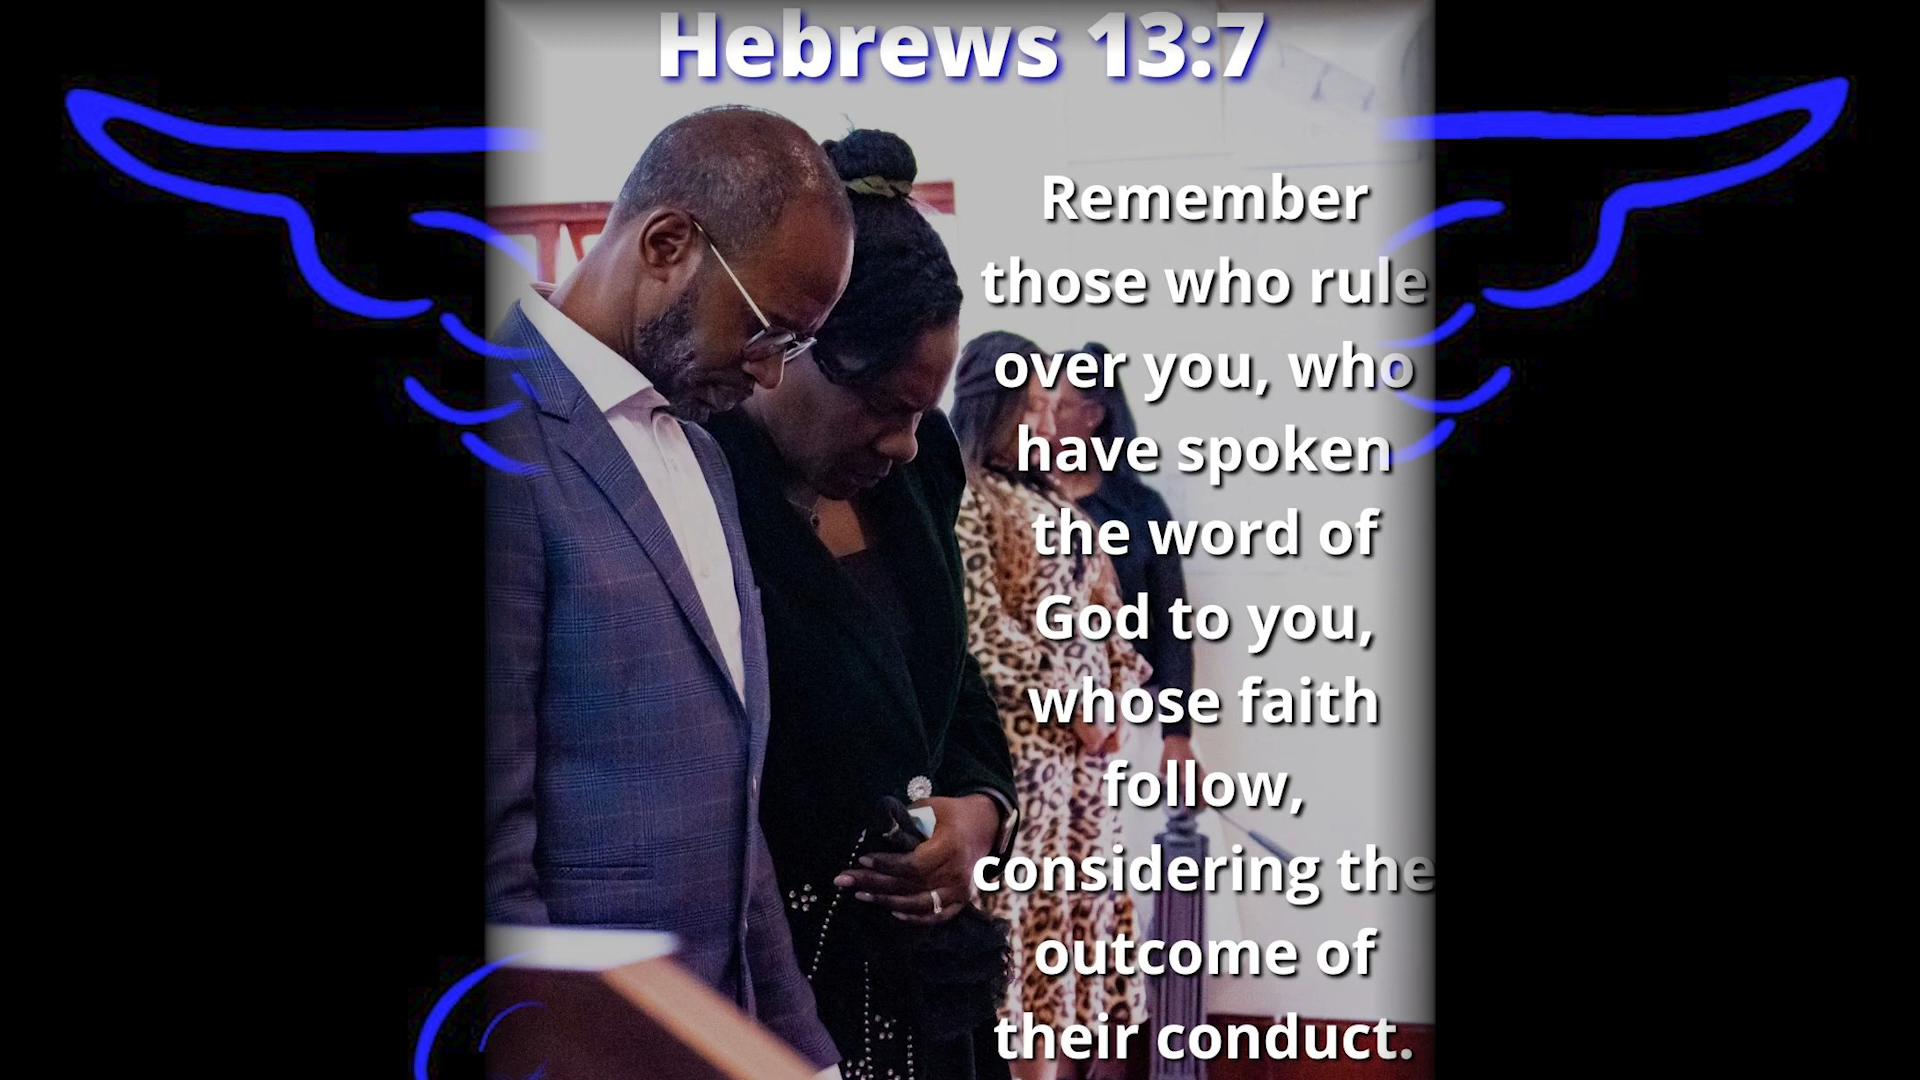 Hebrews 13:7
Remember
those who rule
over you, who
have spoken
the word of
God to you,
whose faith
follow,
considering the
outcome of
their conduct.